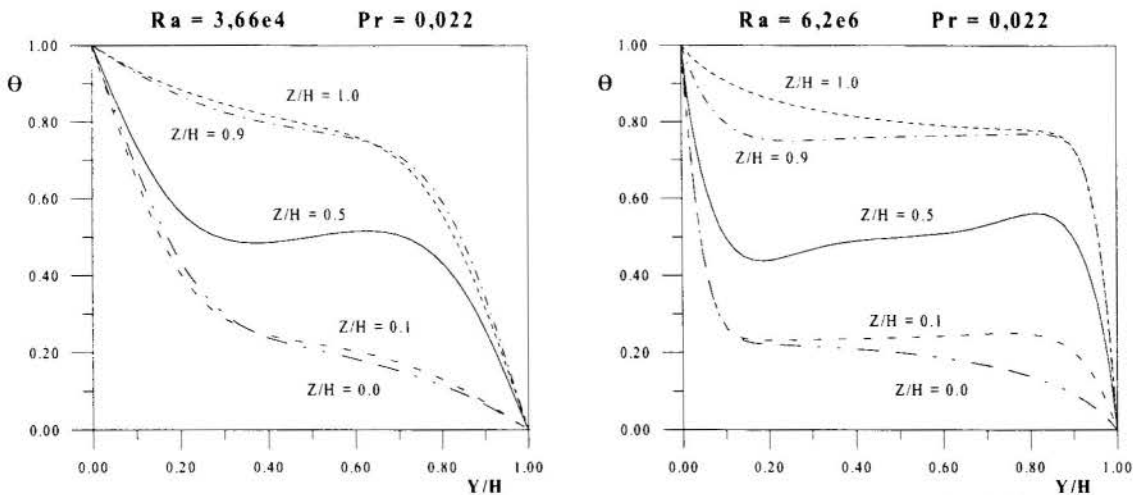 Ra = 3,66e4 Pr = 0,022
1.00
θ
0.80
0.60
0.40
0.20
0.00
Z/H = 1.0
Z/H = 0.9
Z/H = 0.5
Z/H = 0.1
Z/H = 0.0
0.00 0.20 0.40 0.60 0.80 1.00
Y/H
Ra = 6,2e6 Pr = 0,022
1.00
θ
0.80
0.60
0.40
0.20
0.00
Z/H = 1.0
Z/H = 0.9
Z/H = 0.5
Z/H = 0.1
Z/H = 0.0
0.00 0.20 0.40 0.60 0.80 1.00
Y/H